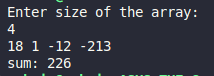 Enter size of the array:
4
18 1 -12 -213
sum: 226